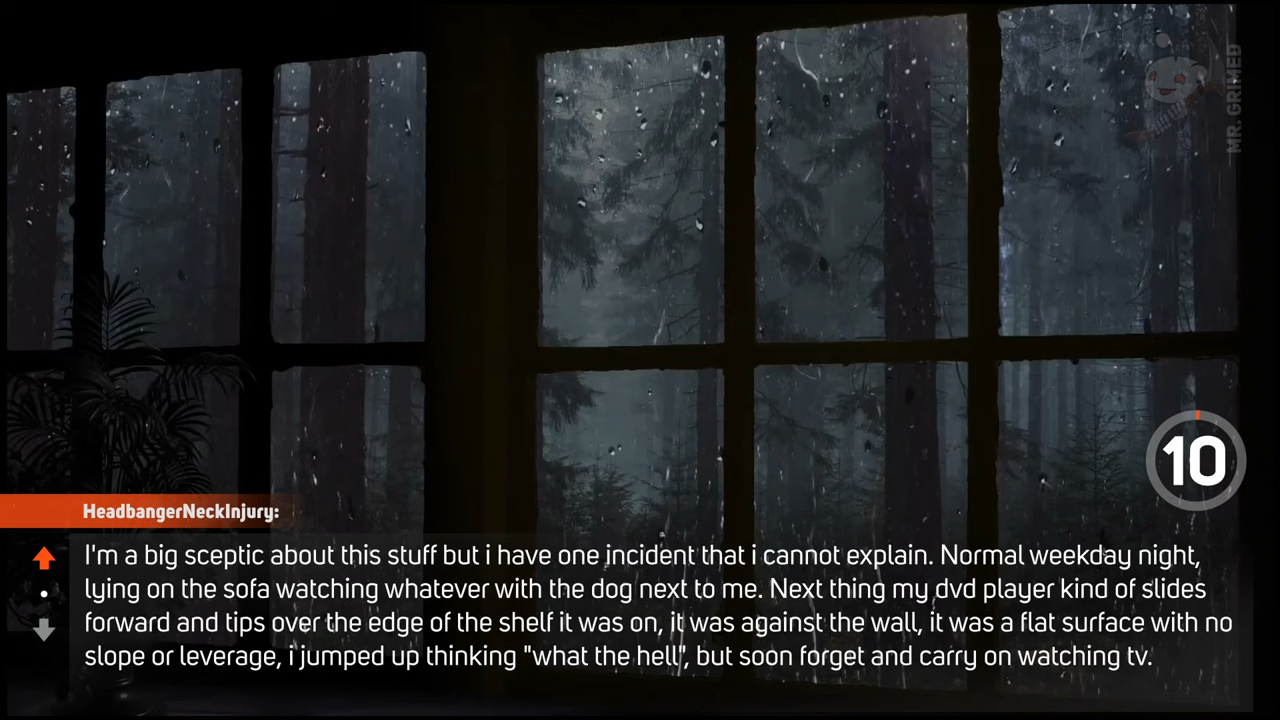 MR. GRIMED
10
HeadbangerNeckInjury:
I'm a big sceptic about this stuff but i have one incident that i cannot explain. Normal weekday night,
lying on the sofa watching whatever with the dog next to me. Next thing my dvd player kind of slides
forward and tips over the edge of the shelf it was on, it was against the wall, it was a flat surface with no
slope or leverage, i jumped up thinking "what the hell", but soon forget and carry on watching tv.